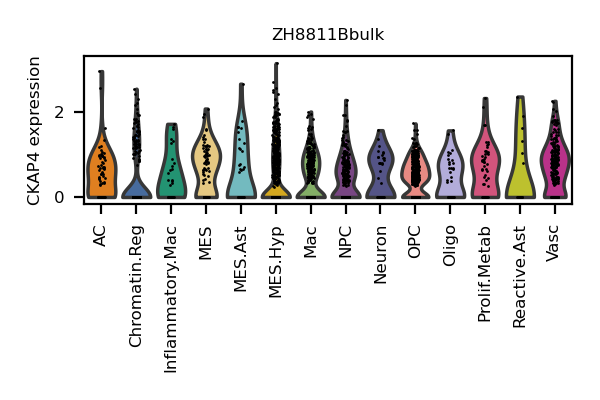 ZH8811Bbulk
CKAP4 expression
2
0
AC
Chromatin.Reg
Inflammatory.Mac
MES
MES.Ast
MES.Hyp
Mac
NPC
Neuron
OPC
Oligo
Prolif.Metab
Reactive.Ast
Vasc